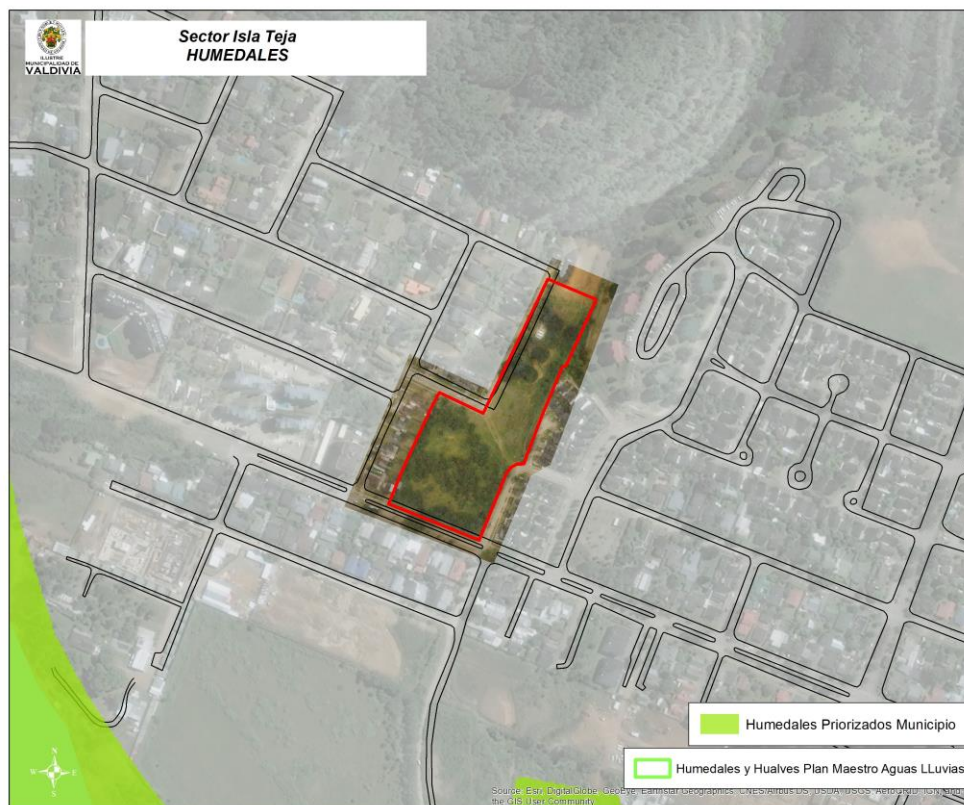 ILUSTRE
MUNICIPALIDAD DE
VALDIVIA
Sector Isla Teja
HUMEDALES
Humedales Priorizados Municipio
Humedales y Hualves Plan Maestro Aguas LLuvias
N
W
E
S
Source: Esri, DigitalGlobe, GeoEye, Earthstar Geographics, CNES/Airbus DS, USDA, USGS, AeroGRID, IGN, and
the GIS User Community